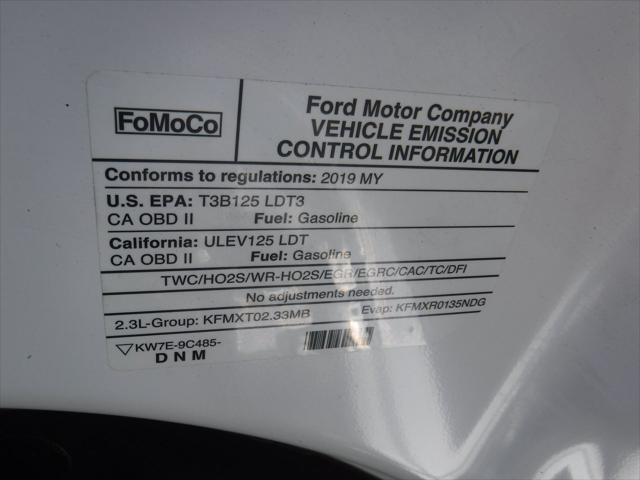 FoMoCo
Ford Motor Company
VEHICLE EMISSION
CONTROL INFORMATION
Conforms to regulations: 2019 MY
U.S. EPA: T3B125 LDT3
CA OBD II Fuel: Gasoline
California: ULEV125 LDT
CA OBD II Fuel: Gasoline
TWC/HO2S/WR-HO2S/EGR/EGRC/CAC/TC/DFI
No adjustments needed.
2.3L-Group: KFMXT02.33MB Evap: KFMXR0135NDG
KW7E-9C485-
DNM